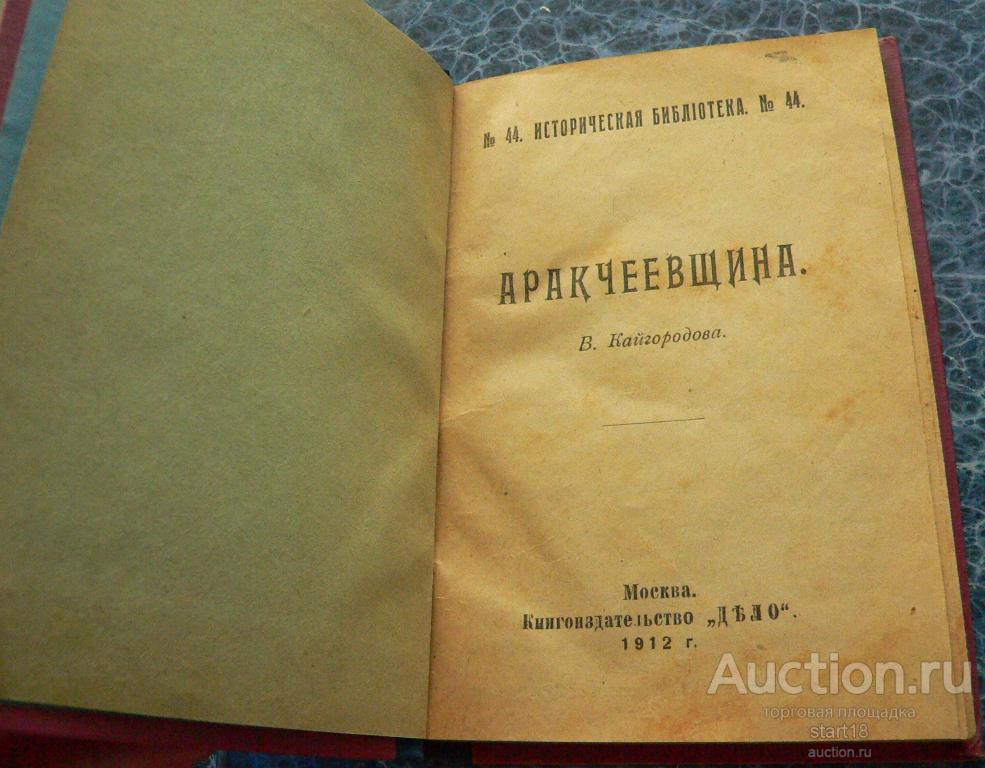 № 44. ИСТОРИЧЕСКАЯ БИБЛІОТЕКА. № 44.
АРАКЧЕЕВЩИНА.
В. Кайгородова.
Москва.
Книгоиздательство „ДѢЛО“.
1912 г.
Auction.ru
торговая площадка
start18
auction.ru